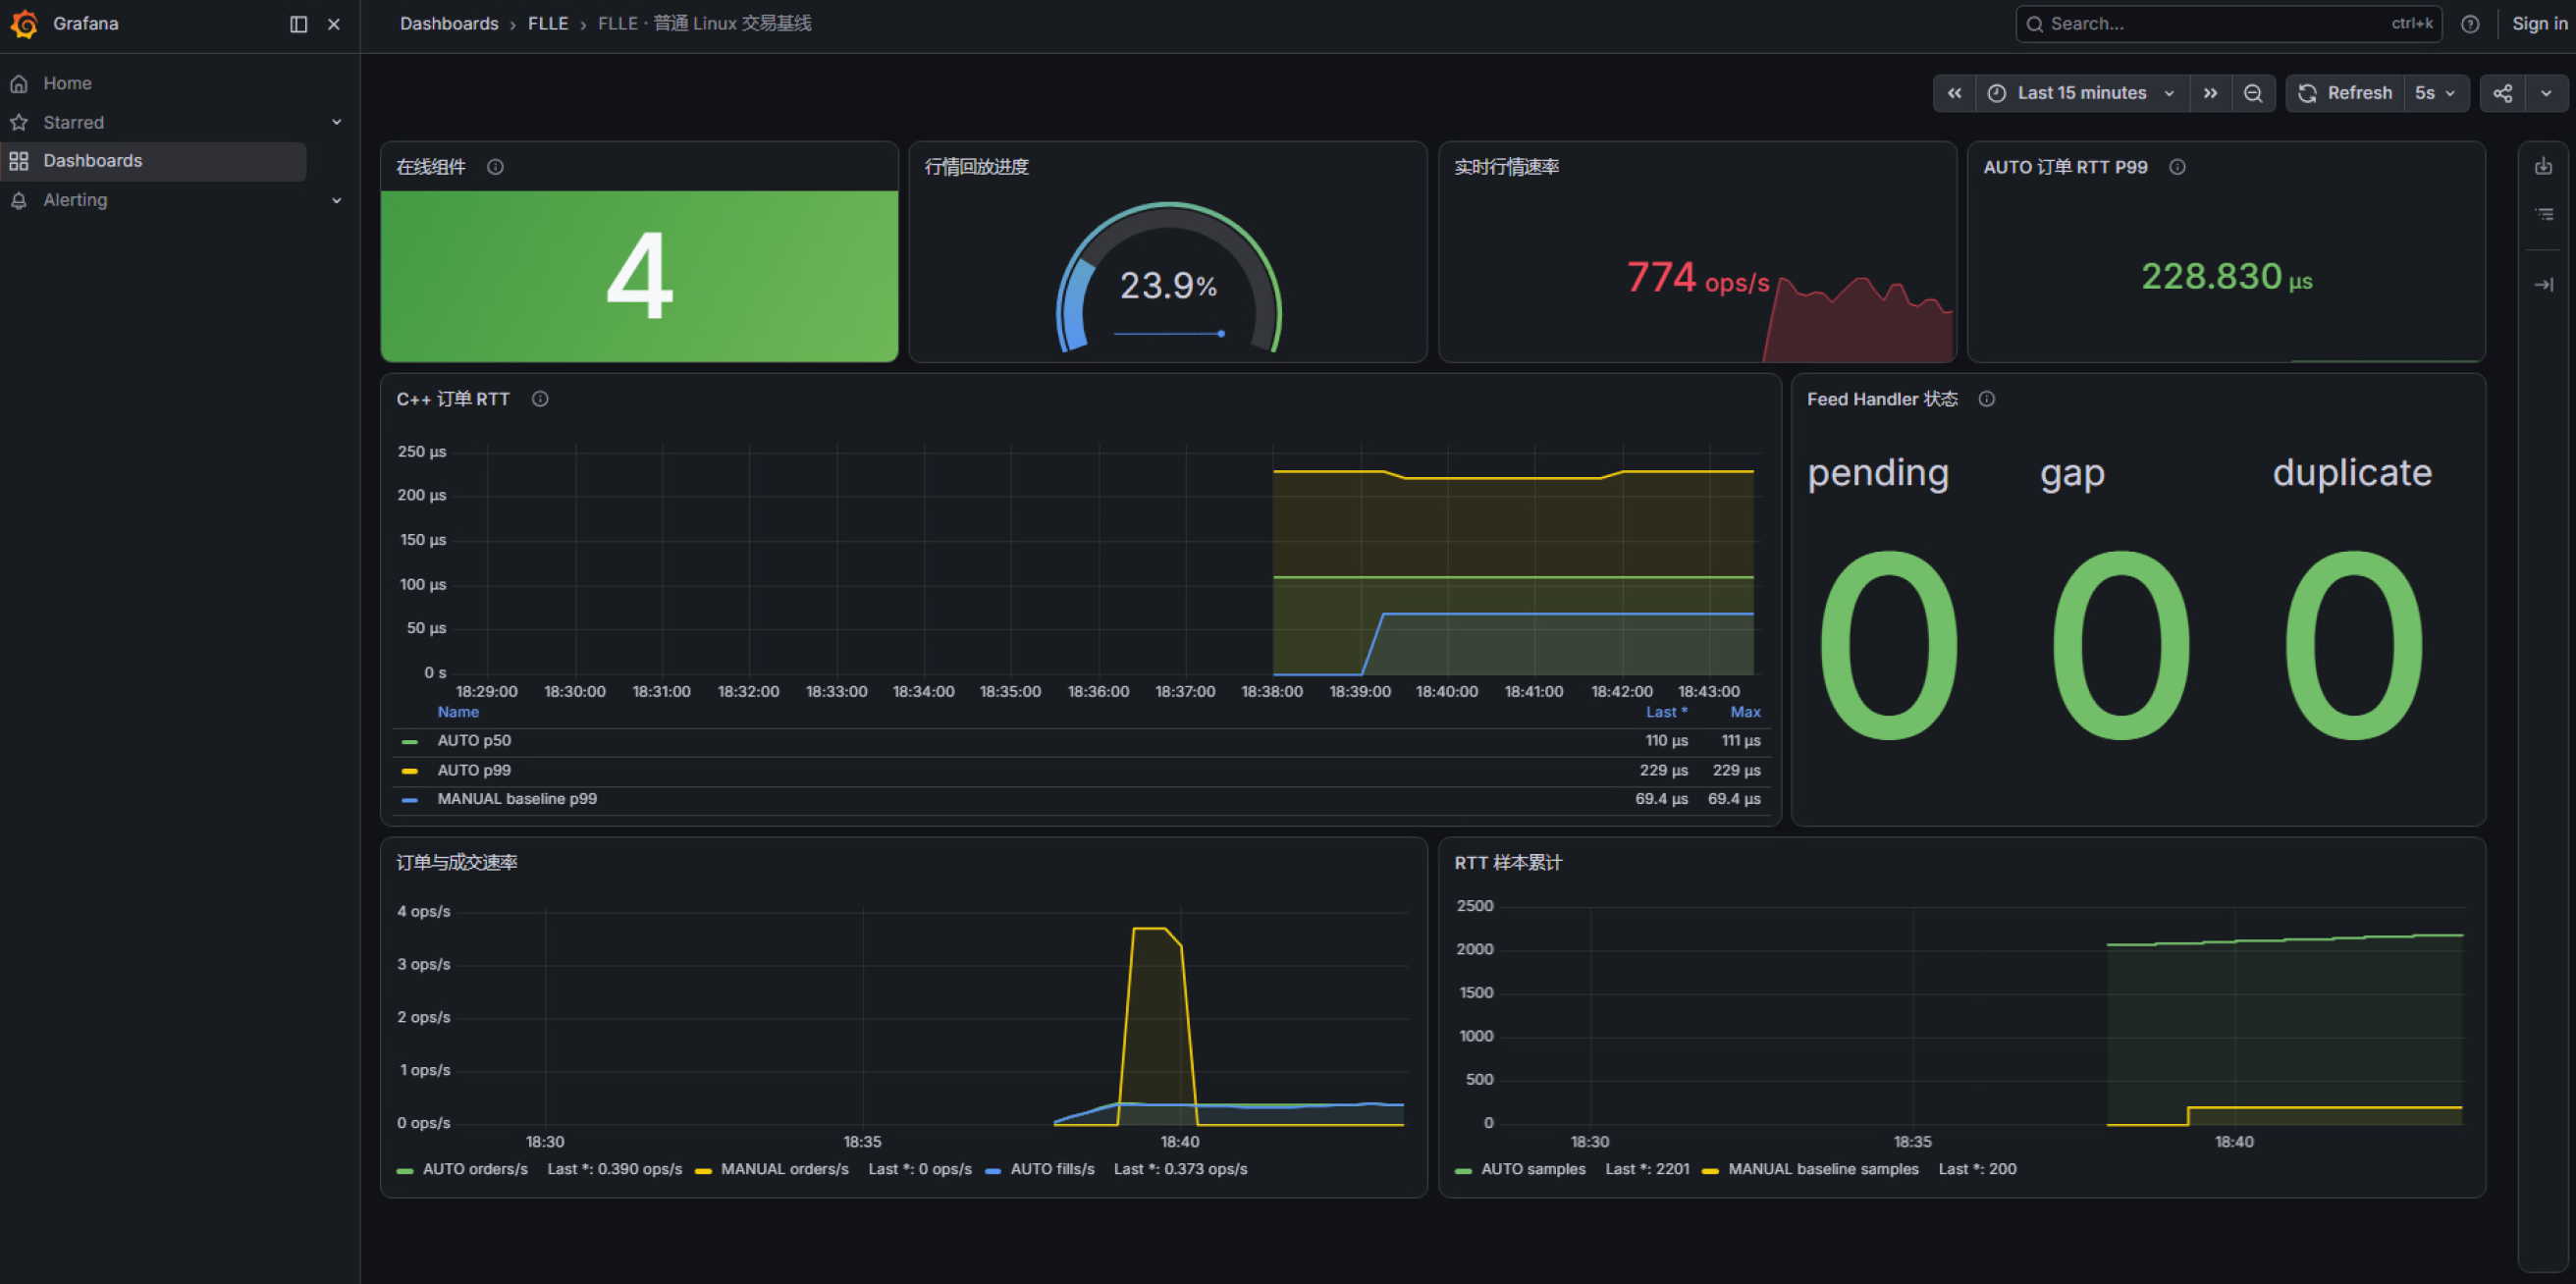 Grafana
Dashboards › FLLE › FLLE · 普通 Linux 交易基线
Search... ctrl+k
Sign in
Home
Starred
Dashboards
Alerting
Last 15 minutes
Refresh 5s
在线组件
4
行情回放进度
23.9%
实时行情速率
774 ops/s
AUTO 订单 RTT P99
228.830 µs
C++ 订单 RTT
250 µs
200 µs
150 µs
100 µs
50 µs
0 s
18:29:00 18:30:00 18:31:00 18:32:00 18:33:00 18:34:00 18:35:00 18:36:00 18:37:00 18:38:00 18:39:00 18:40:00 18:41:00 18:42:00 18:43:00
Name Last * Max
AUTO p50 110 µs 111 µs
AUTO p99 229 µs 229 µs
MANUAL baseline p99 69.4 µs 69.4 µs
Feed Handler 状态
pending gap duplicate
0 0 0
订单与成交速率
4 ops/s
3 ops/s
2 ops/s
1 ops/s
0 ops/s
18:30 18:35 18:40
AUTO orders/s Last *: 0.390 ops/s MANUAL orders/s Last *: 0 ops/s AUTO fills/s Last *: 0.373 ops/s
RTT 样本累计
2500
2000
1500
1000
500
0
18:30 18:35 18:40
AUTO samples Last *: 2201 MANUAL baseline samples Last *: 200